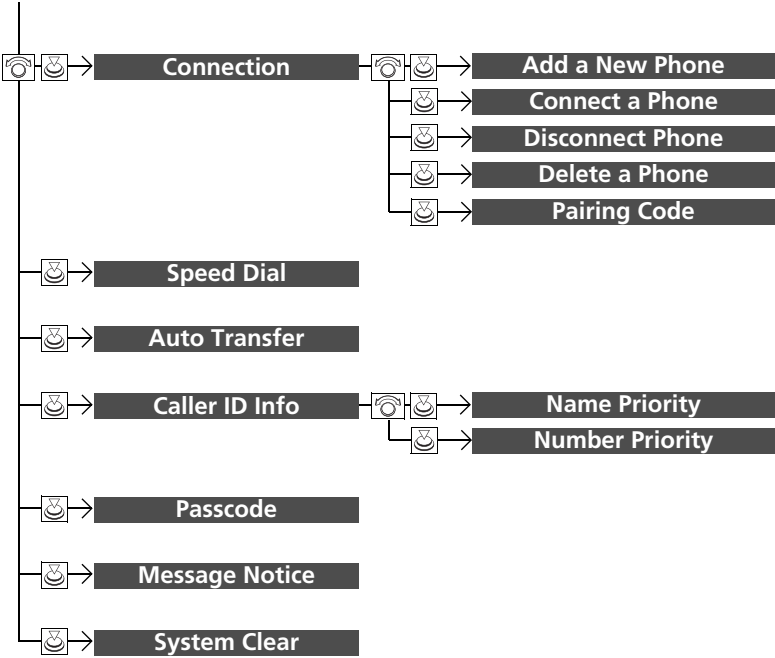 Connection
Add a New Phone
Connect a Phone
Disconnect Phone
Delete a Phone
Pairing Code
Speed Dial
Auto Transfer
Caller ID Info
Name Priority
Number Priority
Passcode
Message Notice
System Clear